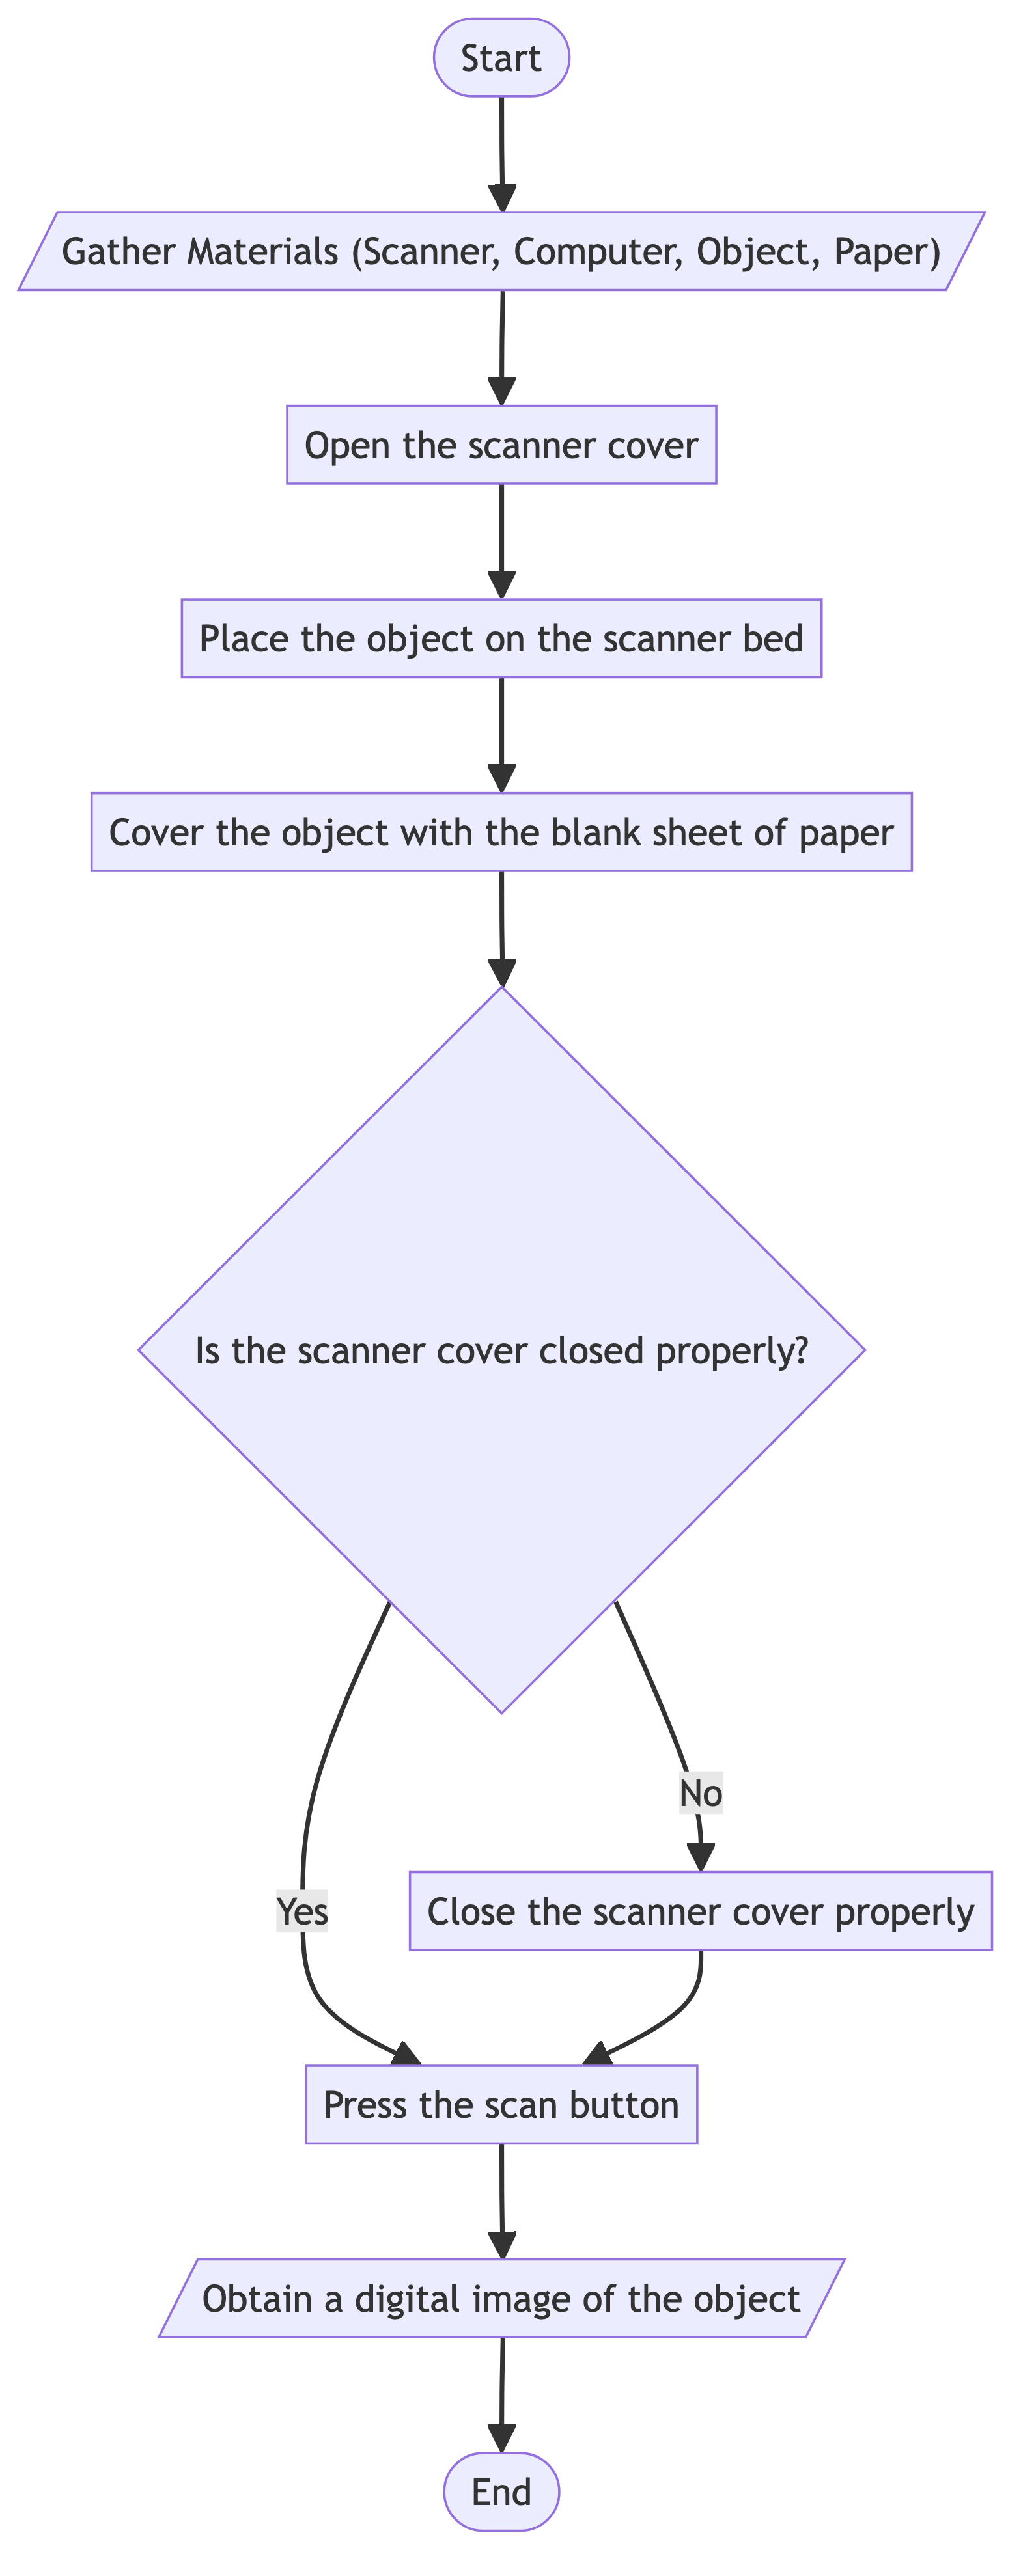 Start
Gather Materials (Scanner, Computer, Object, Paper)
Open the scanner cover
Place the object on the scanner bed
Cover the object with the blank sheet of paper
Is the scanner cover closed properly?
No
Yes
Close the scanner cover properly
Press the scan button
Obtain a digital image of the object
End